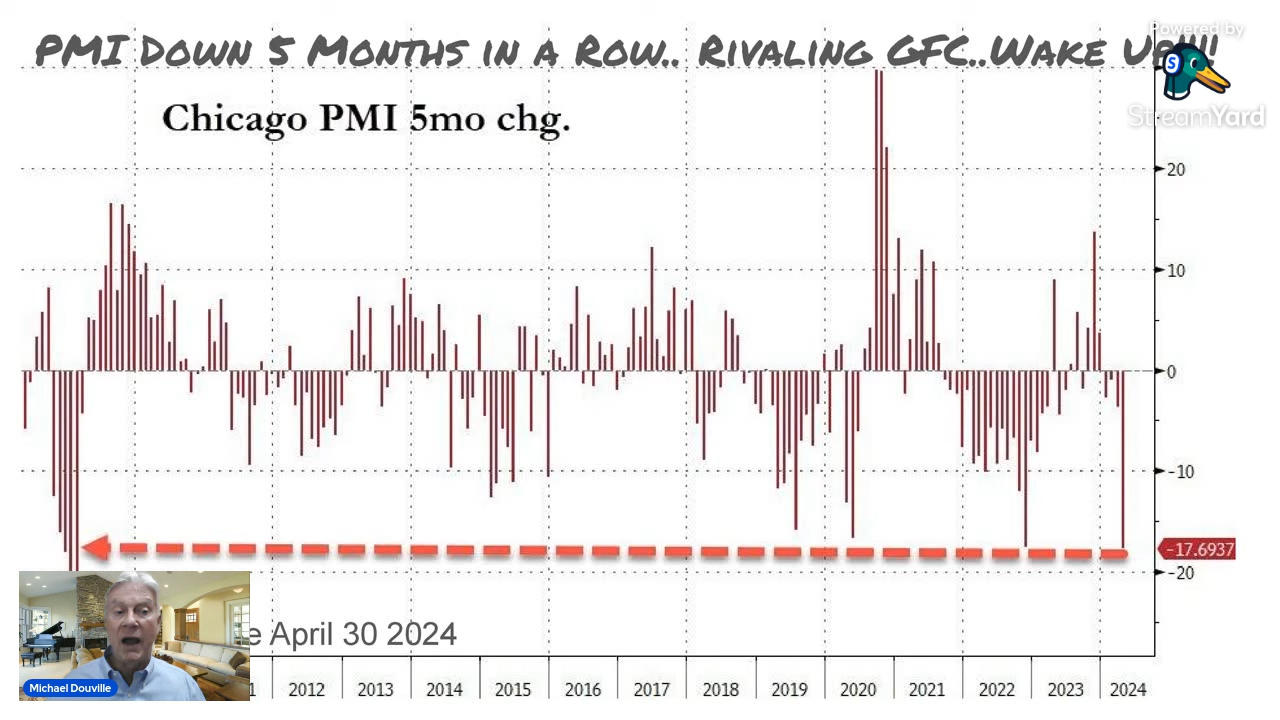 PMI Down 5 Months in a Row.. Rivaling GFC..Wake Up!!!
Powered by
S
StreamYard
Chicago PMI 5mo chg.
20
10
0
-10
-17.6937
-20
e April 30 2024
1 2012 2013 2014 2015 2016 2017 2018 2019 2020 2021 2022 2023 2024
Michael Douville